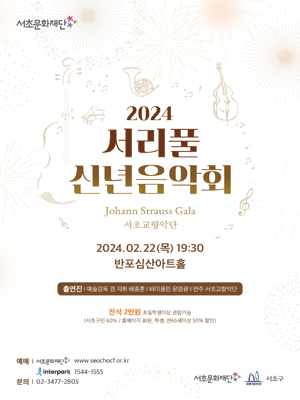 서초문화재단
2024
서리풀
신년음악회
Johann Strauss Gala
서초교향악단
2024.02.22(목) 19:30
반포심산아트홀
출연진 | 예술감독 겸 지휘 배종훈 | 바이올린 윤염광 | 연주 서초교향악단
전석 2만원 초등학생이상 관람가능
(서초구민 60% / 홈페이지 회원, 학생, 만65세이상 50% 할인)
예매 | 서초문화재단 www.seochocf.or.kr
interpark 1544-1555
문의 | 02-3477-2805
서초문화재단 서초구